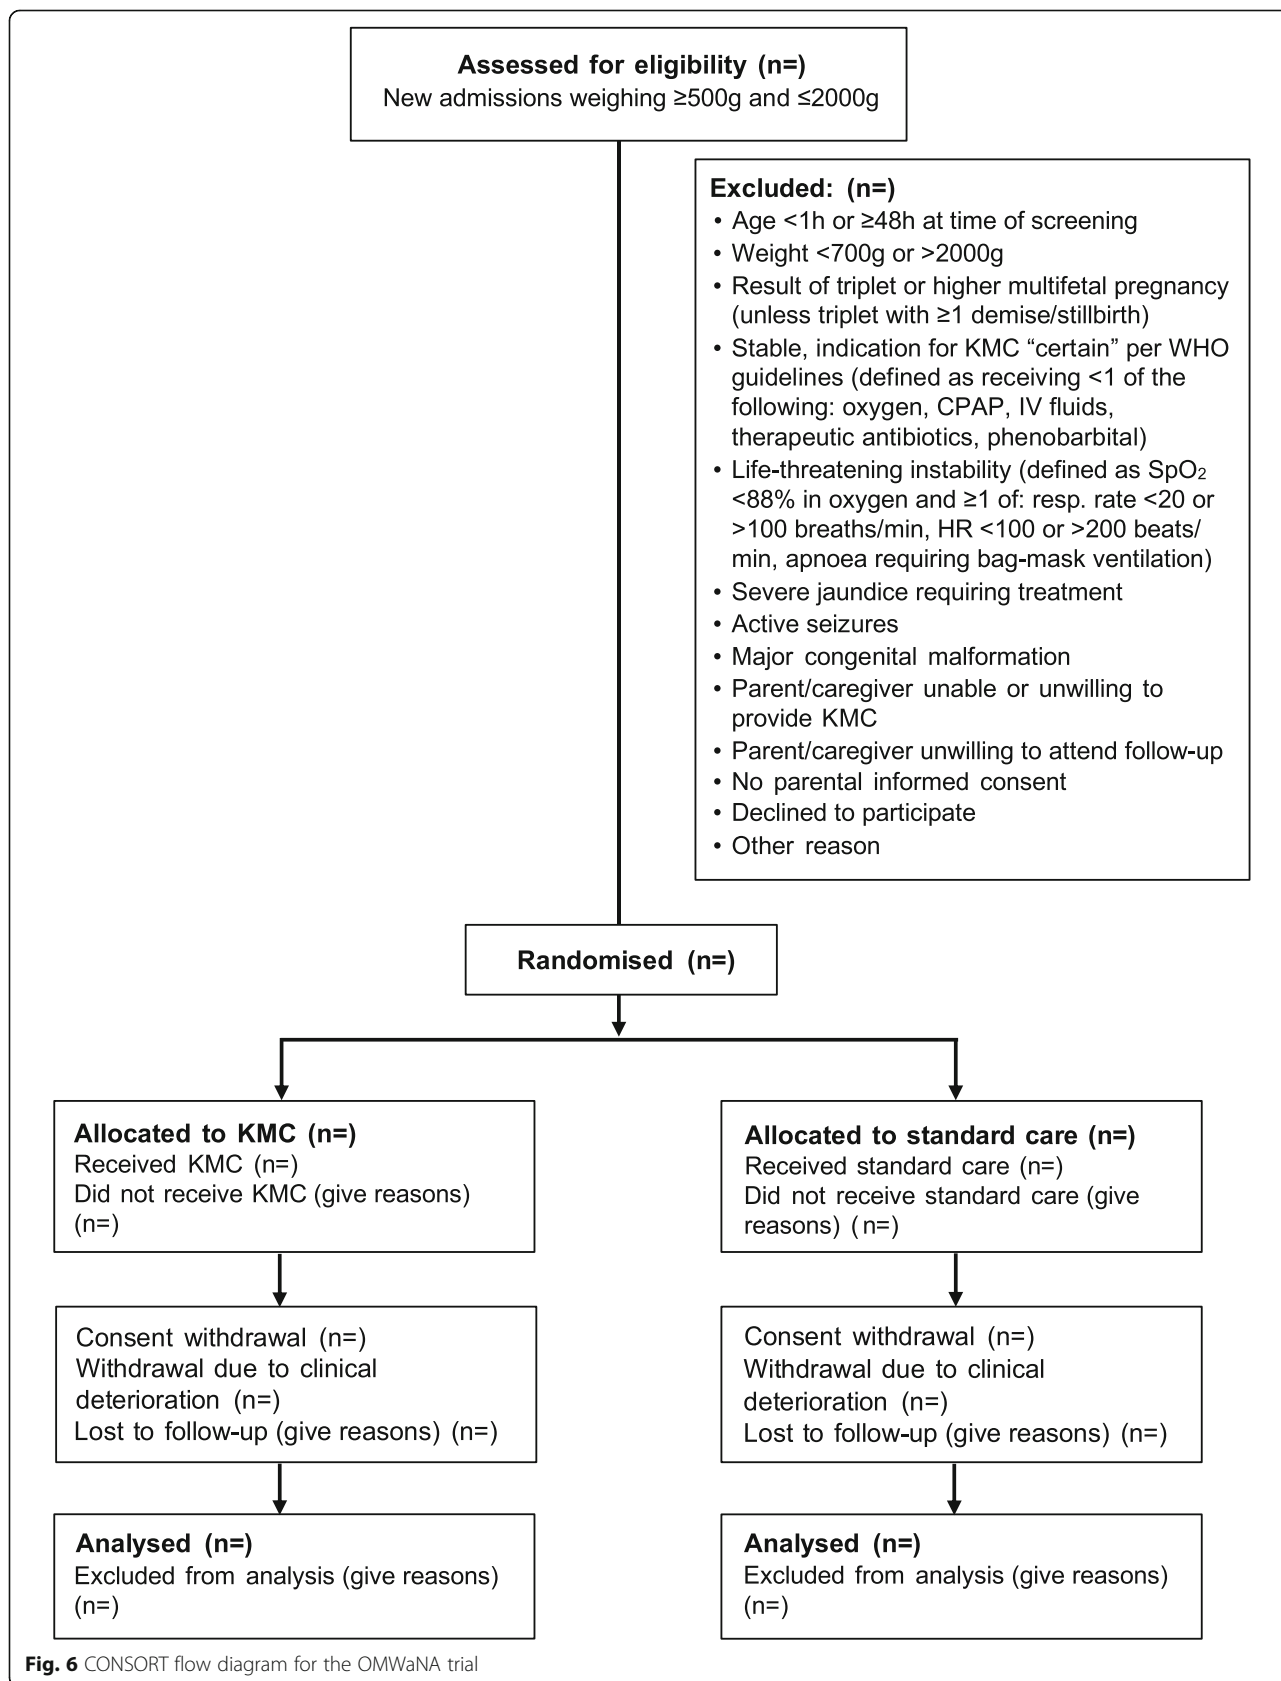 Assessed for eligibility (n=)
New admissions weighing ≥500g and ≤2000g
Excluded: (n=)
• Age <1h or ≥48h at time of screening
• Weight <700g or >2000g
• Result of triplet or higher multifetal pregnancy
(unless triplet with ≥1 demise/stillbirth)
• Stable, indication for KMC “certain” per WHO
guidelines (defined as receiving <1 of the
following: oxygen, CPAP, IV fluids,
therapeutic antibiotics, phenobarbital)
• Life-threatening instability (defined as SpO₂
<88% in oxygen and ≥1 of: resp. rate <20 or
>100 breaths/min, HR <100 or >200 beats/
min, apnoea requiring bag-mask ventilation)
• Severe jaundice requiring treatment
• Active seizures
• Major congenital malformation
• Parent/caregiver unable or unwilling to
provide KMC
• Parent/caregiver unwilling to attend follow-up
• No parental informed consent
• Declined to participate
• Other reason
Randomised (n=)
Allocated to KMC (n=)
Received KMC (n=)
Did not receive KMC (give reasons)
(n=)
Allocated to standard care (n=)
Received standard care (n=)
Did not receive standard care (give
reasons) (n=)
Consent withdrawal (n=)
Withdrawal due to clinical
deterioration (n=)
Lost to follow-up (give reasons) (n=)
Consent withdrawal (n=)
Withdrawal due to clinical
deterioration (n=)
Lost to follow-up (give reasons) (n=)
Analysed (n=)
Excluded from analysis (give reasons)
(n=)
Analysed (n=)
Excluded from analysis (give reasons)
(n=)
Fig. 6 CONSORT flow diagram for the OMWaNA trial